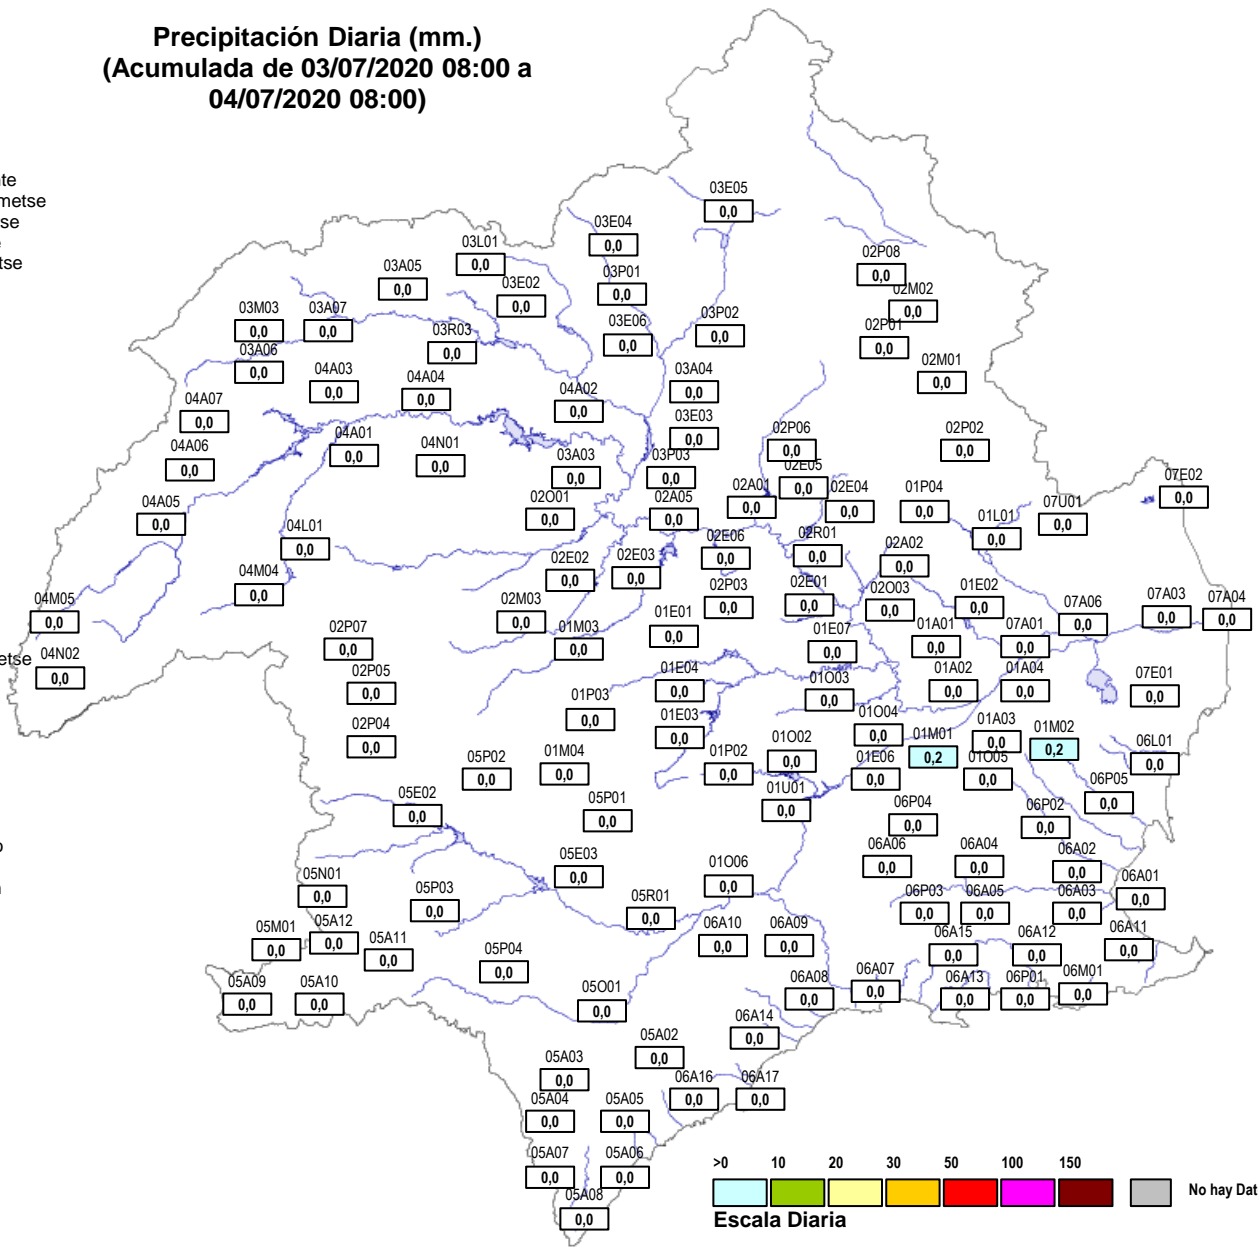 Precipitación Diaria (mm.)
(Acumulada de 03/07/2020 08:00 a
04/07/2020 08:00)
te
metse
se
tse
etse
03E05
0,0
03E04
0,0
03L01
0,0
02P08
0,0
03A05
0,0
03P01
0,0
03E02
0,0
02M02
0,0
03M03
0,0
03A07
0,0
03P02
0,0
03E06
0,0
03R03
0,0
02P01
0,0
03A06
0,0
02M01
0,0
04A03
0,0
04A04
0,0
03A04
0,0
04A02
0,0
04A07
0,0
03E03
0,0
02P06
0,0
02P02
0,0
04A01
0,0
04N01
0,0
04A06
0,0
03A03
0,0
03P03
0,0
02E05
0,0
07E02
0,0
02A01
0,0
02E04
0,0
01P04
0,0
04A05
0,0
02O01
0,0
02A05
0,0
07U01
0,0
01L01
0,0
04L01
0,0
02E06
0,0
02R01
0,0
02A02
0,0
02E02
0,0
02E03
0,0
04M04
0,0
02P03
0,0
02E01
0,0
02O03
0,0
01E02
0,0
04M05
0,0
02M03
0,0
07A06
0,0
07A03
0,0
07A04
0,0
01E01
0,0
01M03
0,0
02P07
0,0
01E07
0,0
01A01
0,0
07A01
0,0
04N02
0,0
02P05
0,0
01E04
0,0
01O03
0,0
01A02
0,0
01A04
0,0
07E01
0,0
01P03
0,0
01E03
0,0
01O04
0,0
02P04
0,0
01A03
0,0
01M02
0,2
01M01
0,2
01O02
0,0
06L01
0,0
05P02
0,0
01M04
0,0
01P02
0,0
01E06
0,0
01O05
0,0
06P05
0,0
05E02
0,0
05P01
0,0
01U01
0,0
06P04
0,0
06P02
0,0
05E03
0,0
06A06
0,0
06A04
0,0
06A02
0,0
05N01
0,0
01O06
0,0
06A01
0,0
05P03
0,0
05R01
0,0
06P03
0,0
06A05
0,0
06A03
0,0
05M01
0,0
05A12
0,0
06A10
0,0
06A09
0,0
06A15
0,0
06A12
0,0
06A11
0,0
05A11
0,0
05P04
0,0
05A09
0,0
05A10
0,0
05O01
0,0
06A08
0,0
06A07
0,0
06A13
0,0
06P01
0,0
06M01
0,0
06A14
0,0
05A02
0,0
05A03
0,0
06A16
0,0
06A17
0,0
05A04
0,0
05A05
0,0
05A07
0,0
05A06
0,0
05A08
0,0
>0 10 20 30 50 100 150
No hay Dat
Escala Diaria